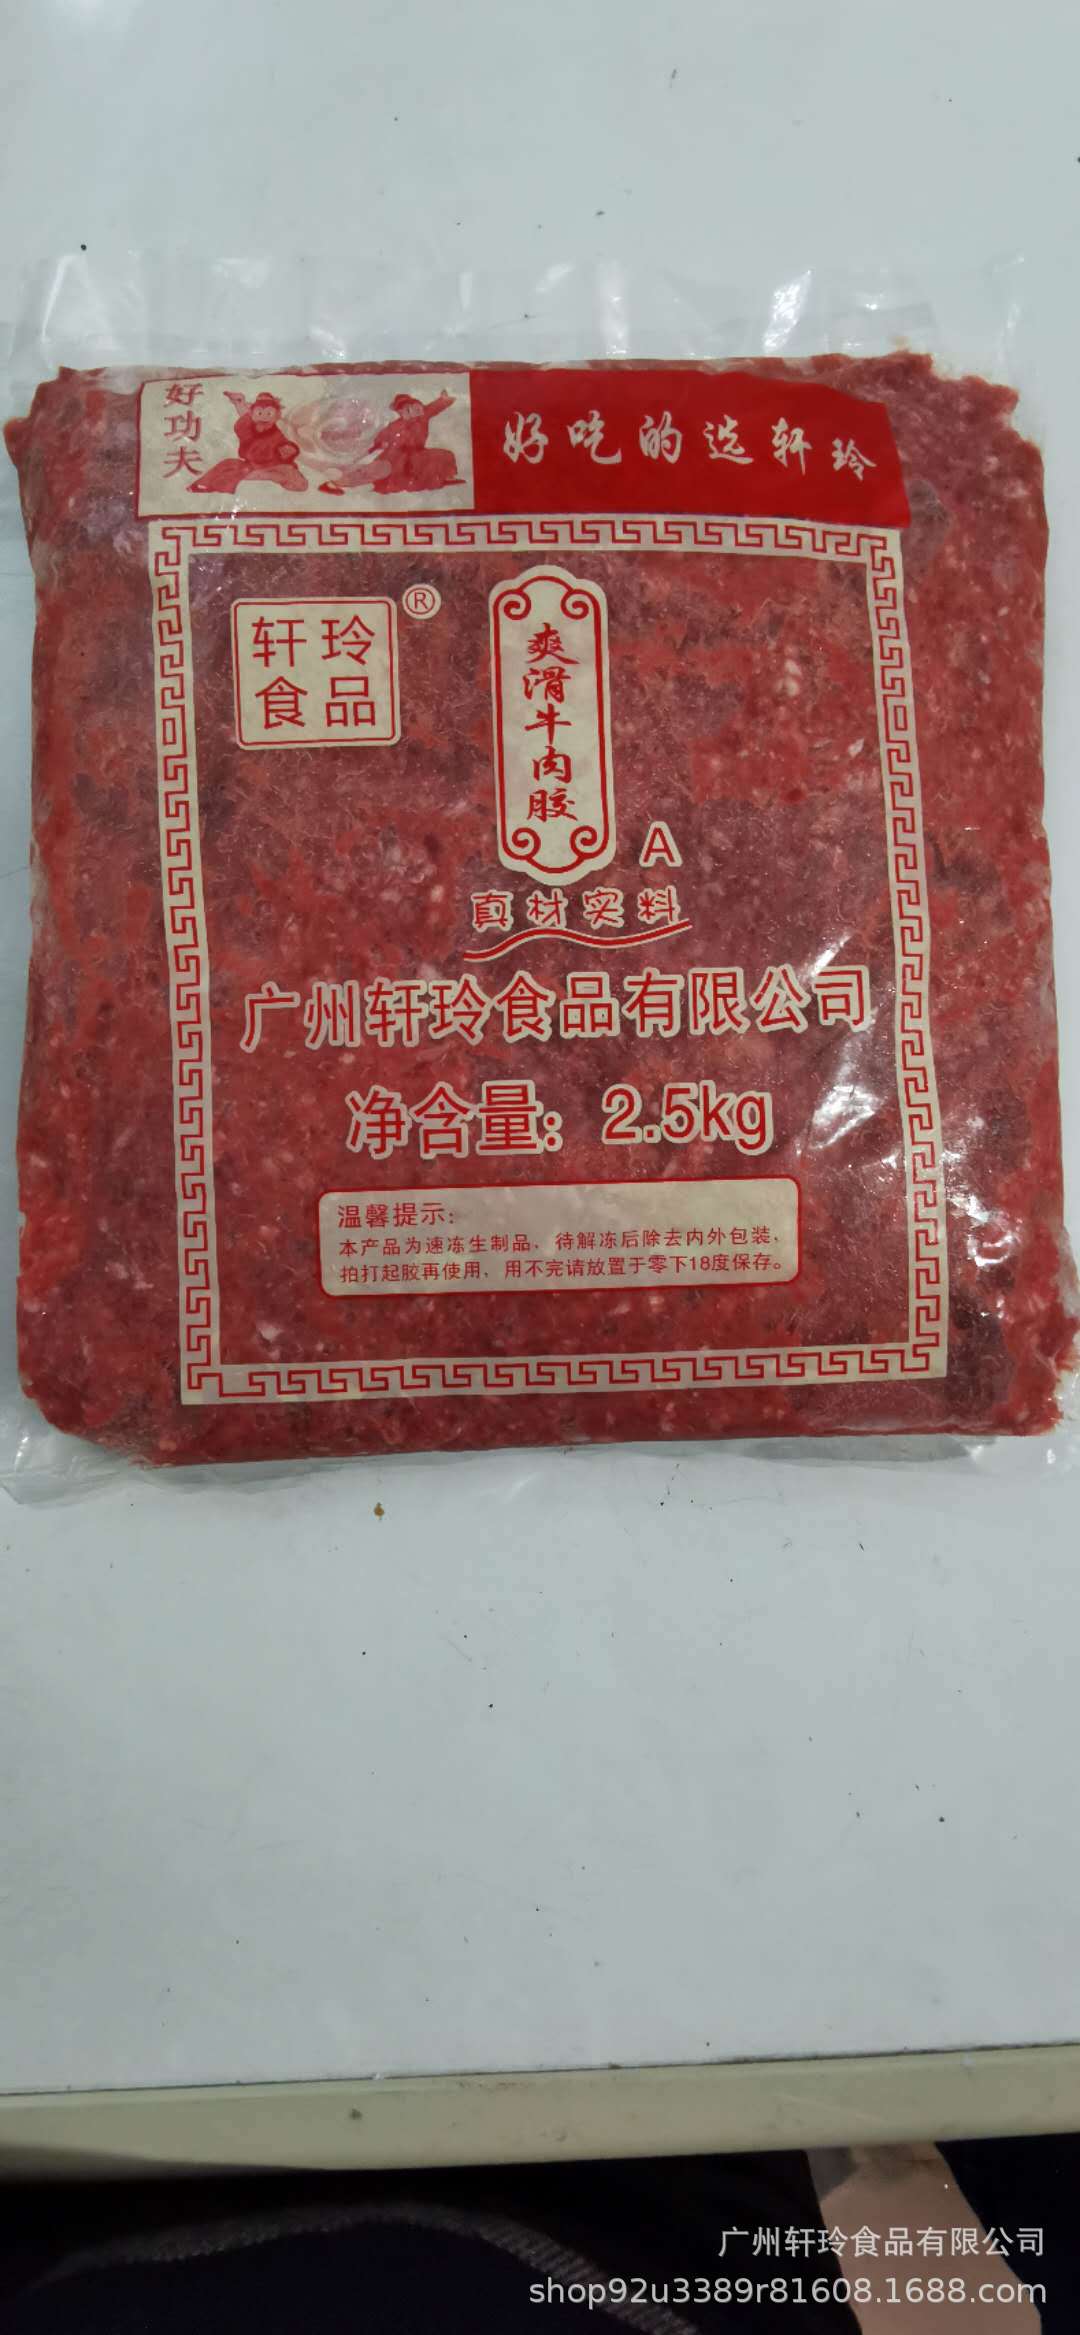 好功夫
好吃的选轩玲
轩玲
食品
®
爽滑牛肉胶
A
真材实料
广州轩玲食品有限公司
净含量：2.5kg
温馨提示：
本产品为速冻生制品，待解冻后除去内外包装，
拍打起胶再使用，用不完请放置于零下18度保存。
广州轩玲食品有限公司
shop92u3389r81608.1688.com